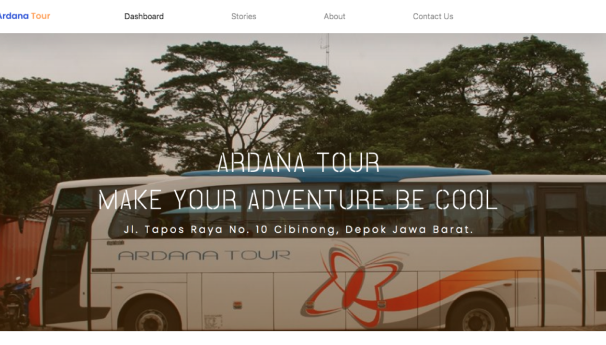 Ardana Tour
Dashboard
Stories
About
Contact Us
ARDANA TOUR
MAKE YOUR ADVENTURE BE COOL
Jl. Tapos Raya No. 10 Cibinong, Depok Jawa Barat.
ARDANA TOUR